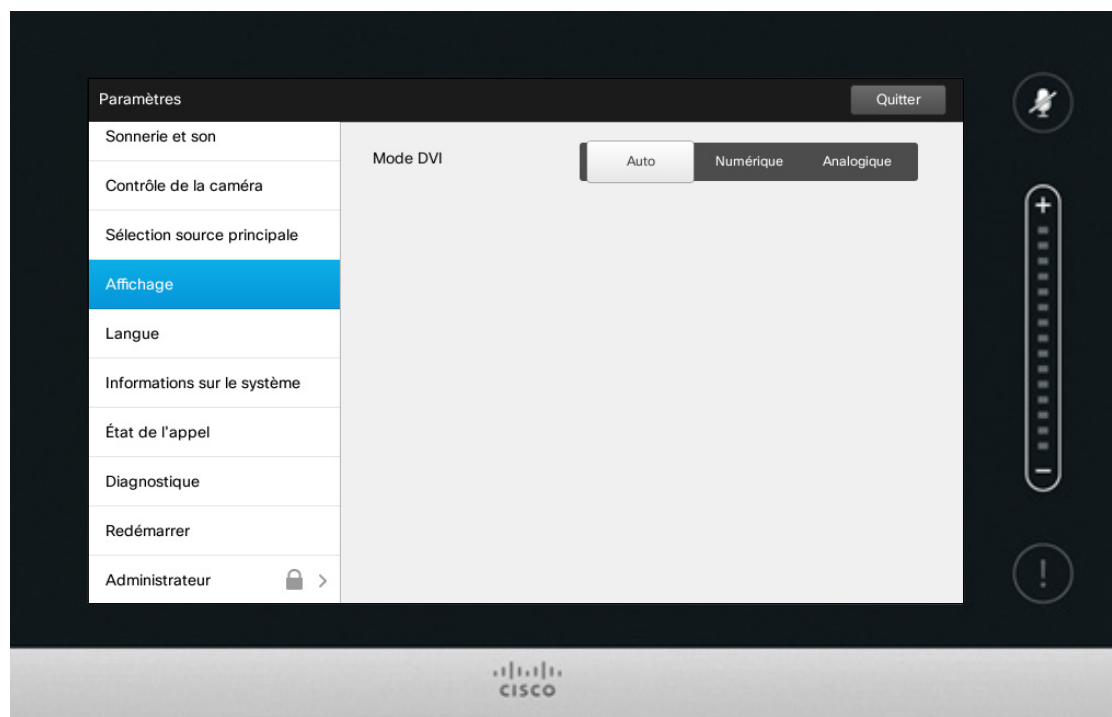 Paramètres
Quitter
Sonnerie et son
Contrôle de la caméra
Sélection source principale
Affichage
Langue
Informations sur le système
État de l'appel
Diagnostique
Redémarrer
Administrateur
Mode DVI
Auto Numérique Analogique
+
−
!
CISCO